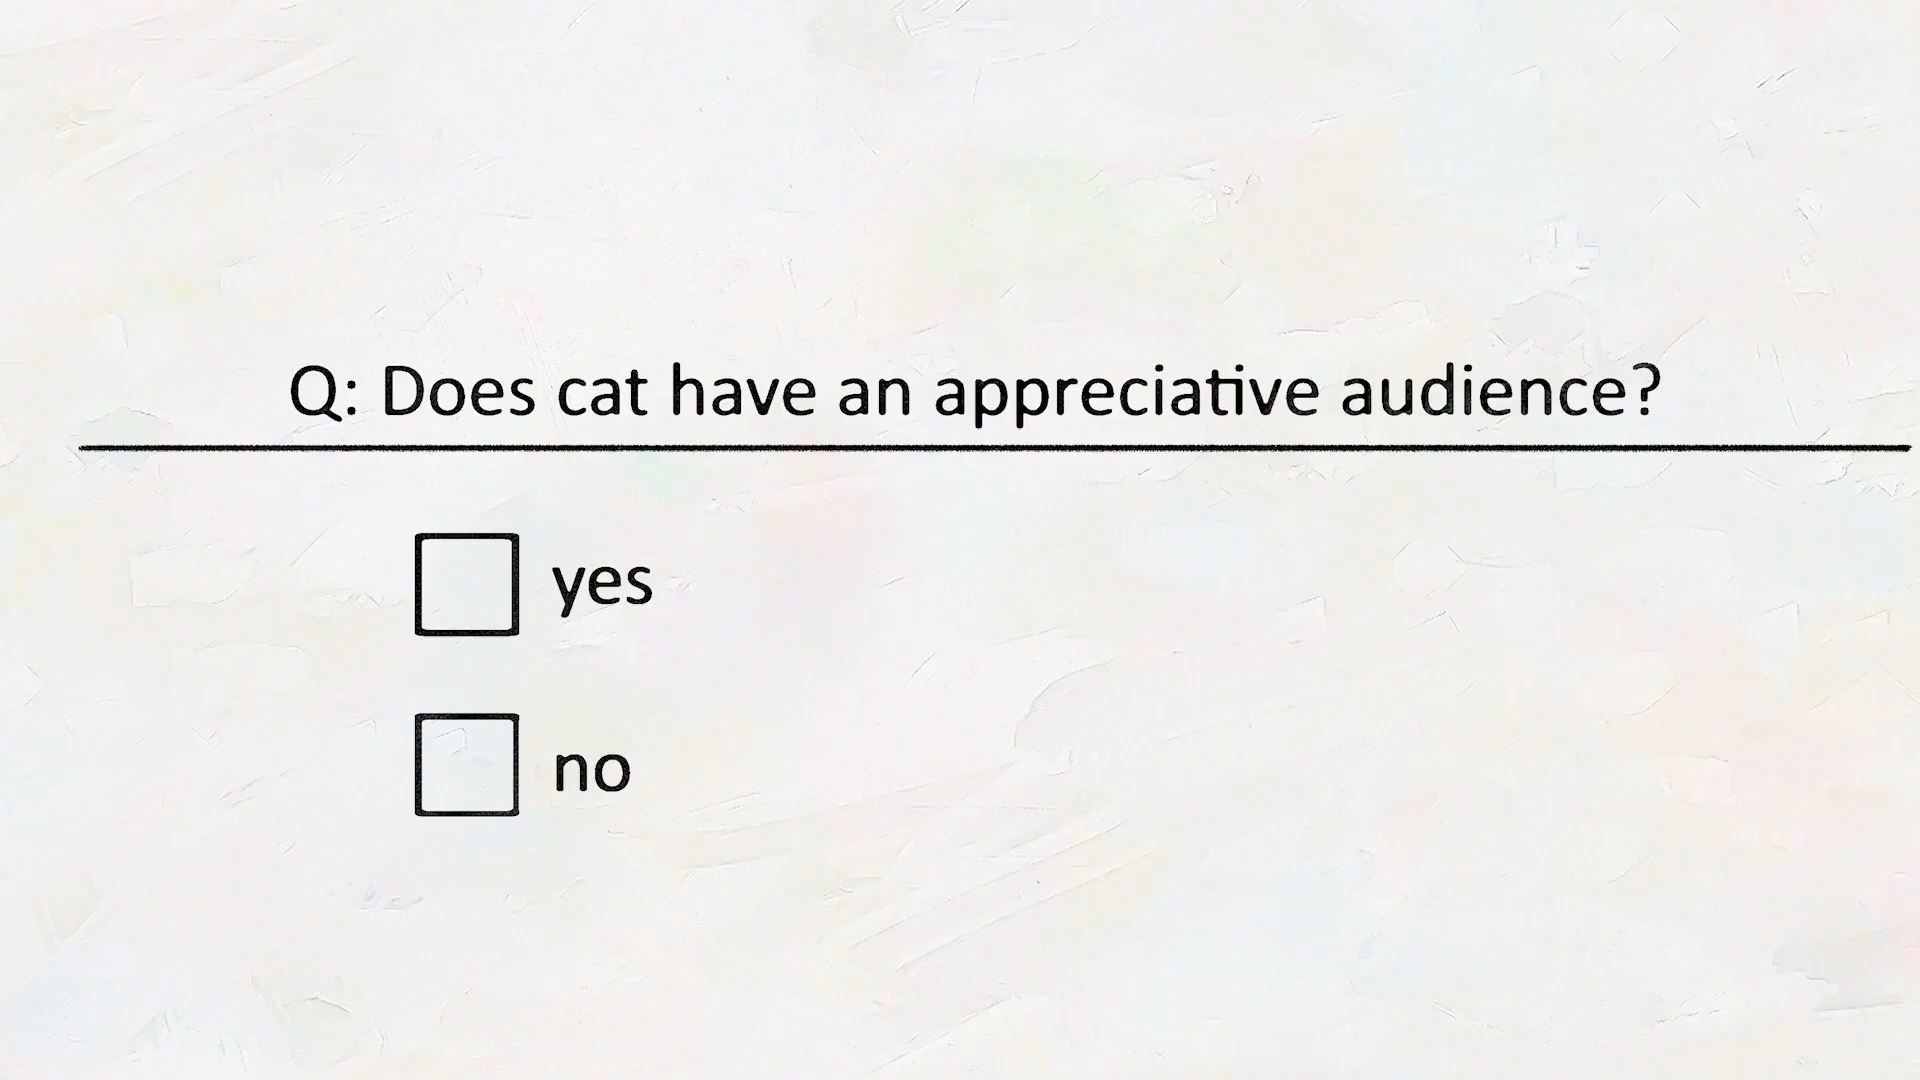 Q: Does cat have an appreciative audience?
yes
no